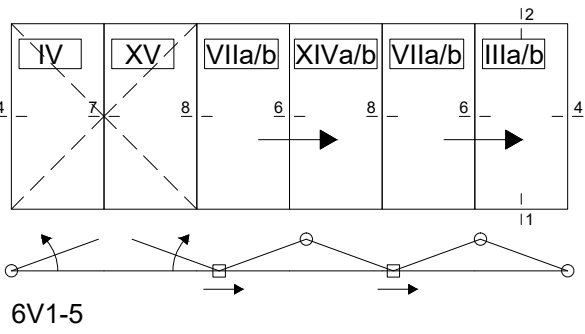 2
IV XV VIIa/b XIVa/b VIIa/b IIIa/b
4 7 8 6 8 6 4
1
6V1-5